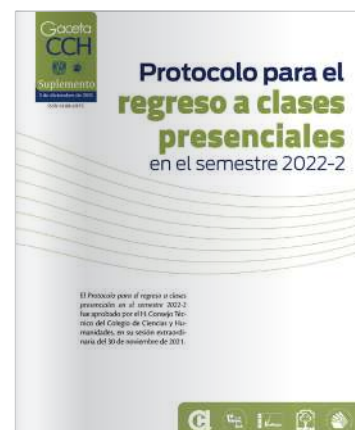 Gaceta
CCH
Suplemento
Protocolo para el
regreso a clases
presenciales
en el semestre 2022-2
El Protocolo para el regreso a clases
presenciales en el semestre 2022-2
fue aprobado por el H. Consejo Téc-
nico del Colegio de Ciencias y Hu-
manidades, en su sesión extraordi-
naria del 30 de noviembre de 2021.